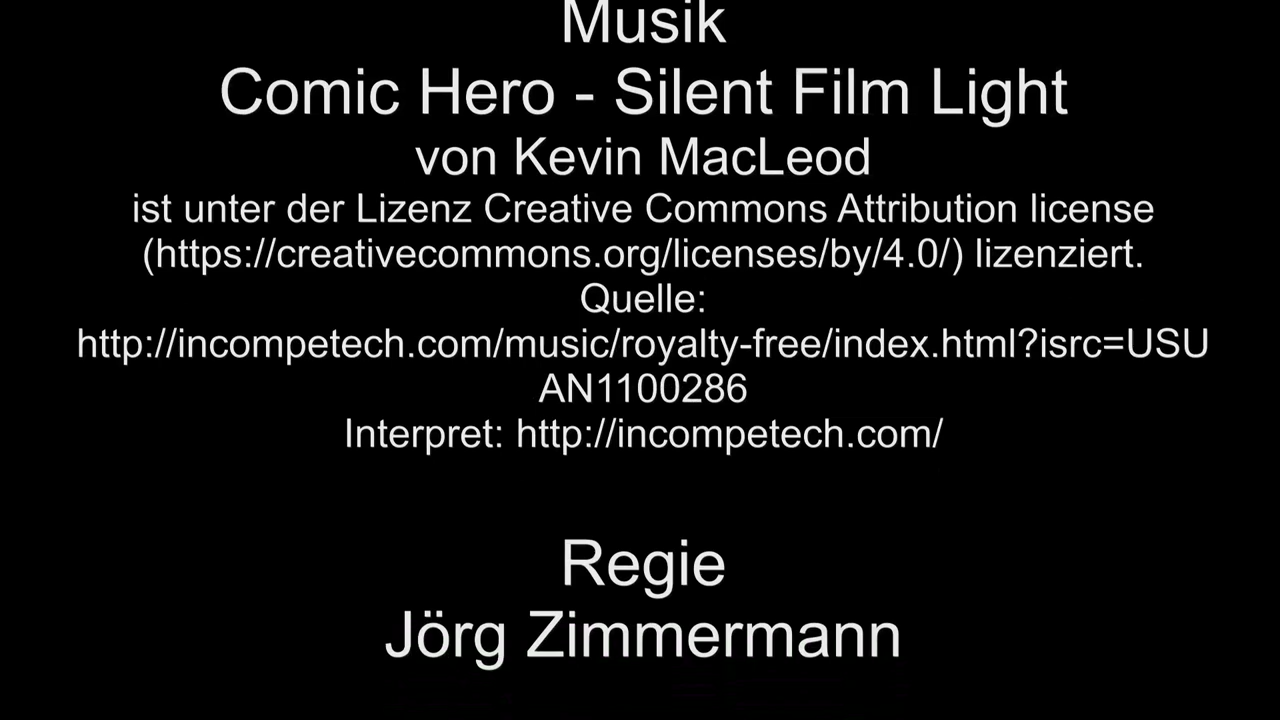 Musik
Comic Hero - Silent Film Light
von Kevin MacLeod
ist unter der Lizenz Creative Commons Attribution license
(https://creativecommons.org/licenses/by/4.0/) lizenziert.
Quelle:
http://incompetech.com/music/royalty-free/index.html?isrc=USU
AN1100286
Interpret: http://incompetech.com/
Regie
Jörg Zimmermann